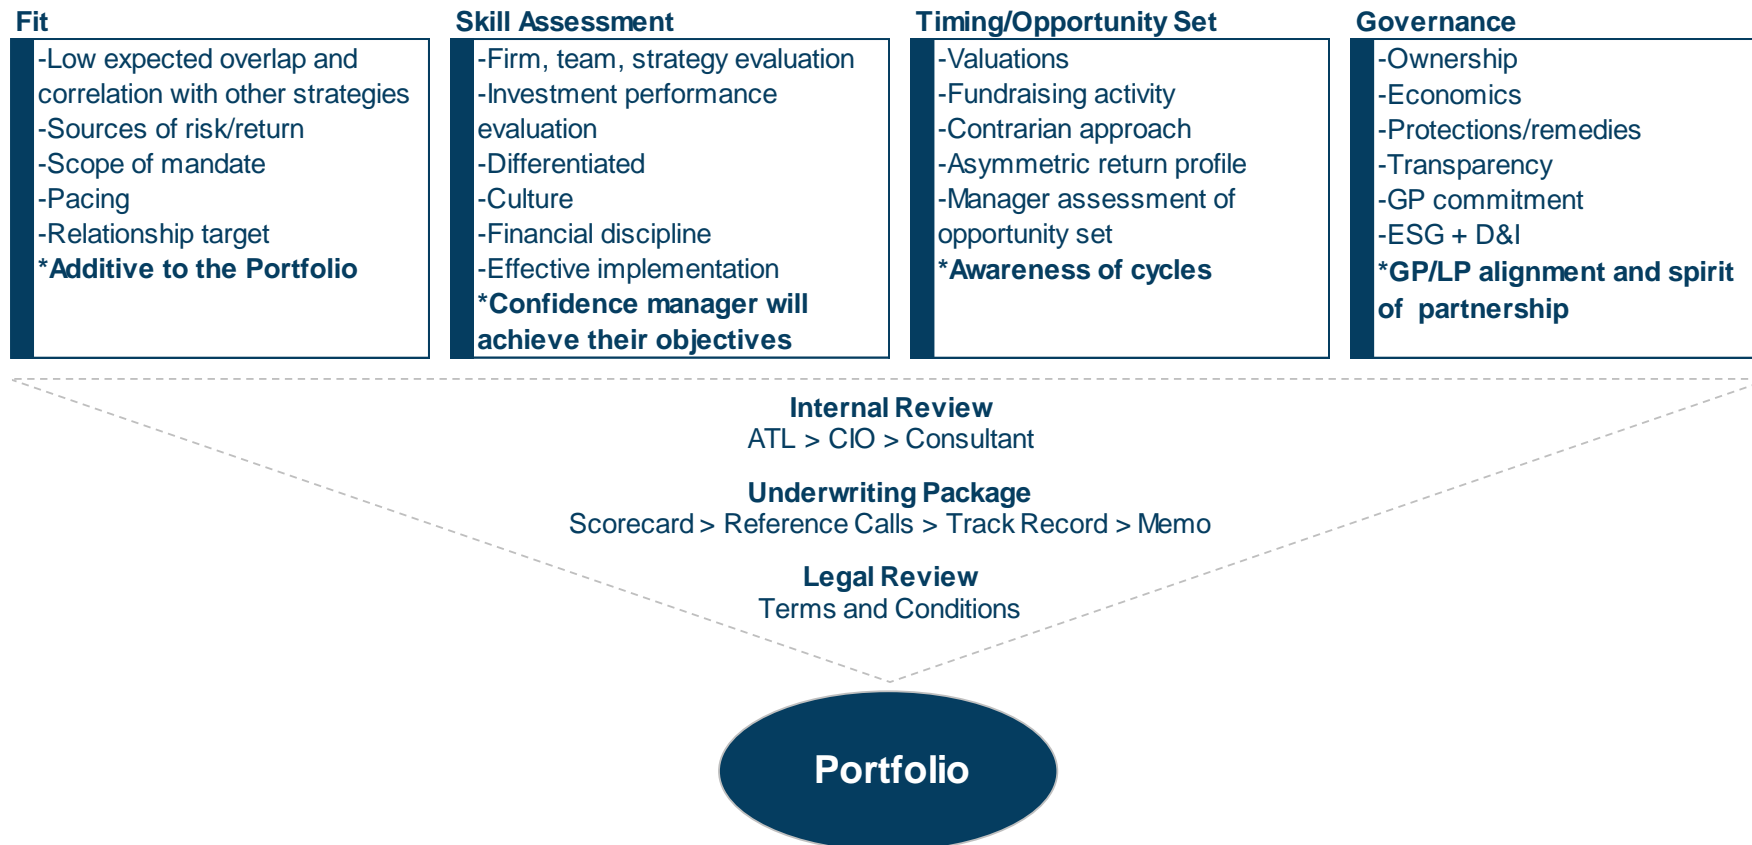 Fit
-Low expected overlap and
correlation with other strategies
-Sources of risk/return
-Scope of mandate
-Pacing
-Relationship target
*Additive to the Portfolio
Skill Assessment
-Firm, team, strategy evaluation
-Investment performance
evaluation
-Differentiated
-Culture
-Financial discipline
-Effective implementation
*Confidence manager will
achieve their objectives
Timing/Opportunity Set
-Valuations
-Fundraising activity
-Contrarian approach
-Asymmetric return profile
-Manager assessment of
opportunity set
*Awareness of cycles
Governance
-Ownership
-Economics
-Protections/remedies
-Transparency
-GP commitment
-ESG + D&I
*GP/LP alignment and spirit
of partnership
Internal Review
ATL > CIO > Consultant
Underwriting Package
Scorecard > Reference Calls > Track Record > Memo
Legal Review
Terms and Conditions
Portfolio